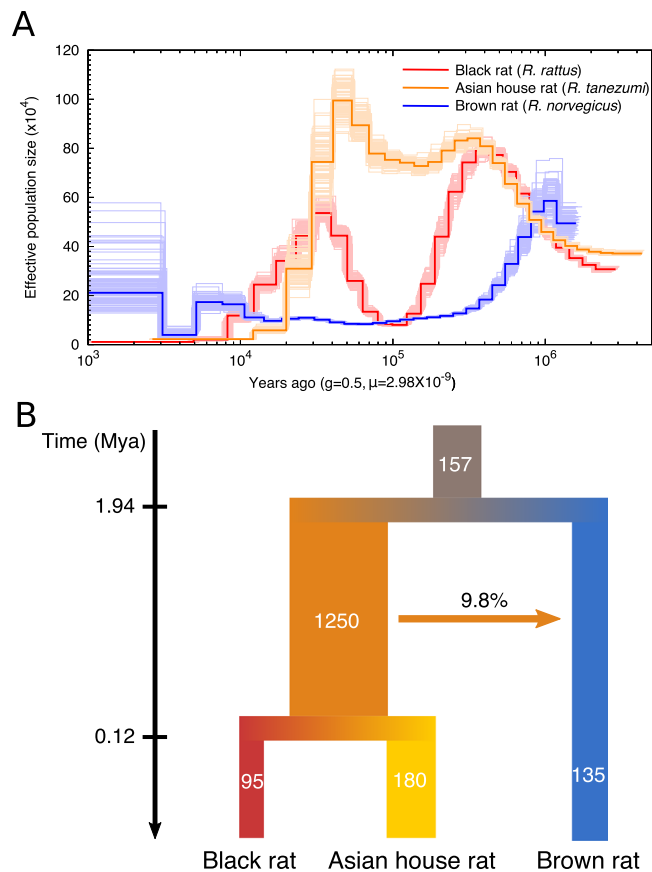 A
120
100
80
60
40
20
0
Effective population size (x10⁴)
Black rat (R. rattus)
Asian house rat (R. tanezumi)
Brown rat (R. norvegicus)
10³ 10⁴ 10⁵ 10⁶
Years ago (g=0.5, μ=2.98X10⁻⁹)
B
Time (Mya)
157
1.94
9.8%
1250
0.12
95 180 135
Black rat Asian house rat Brown rat